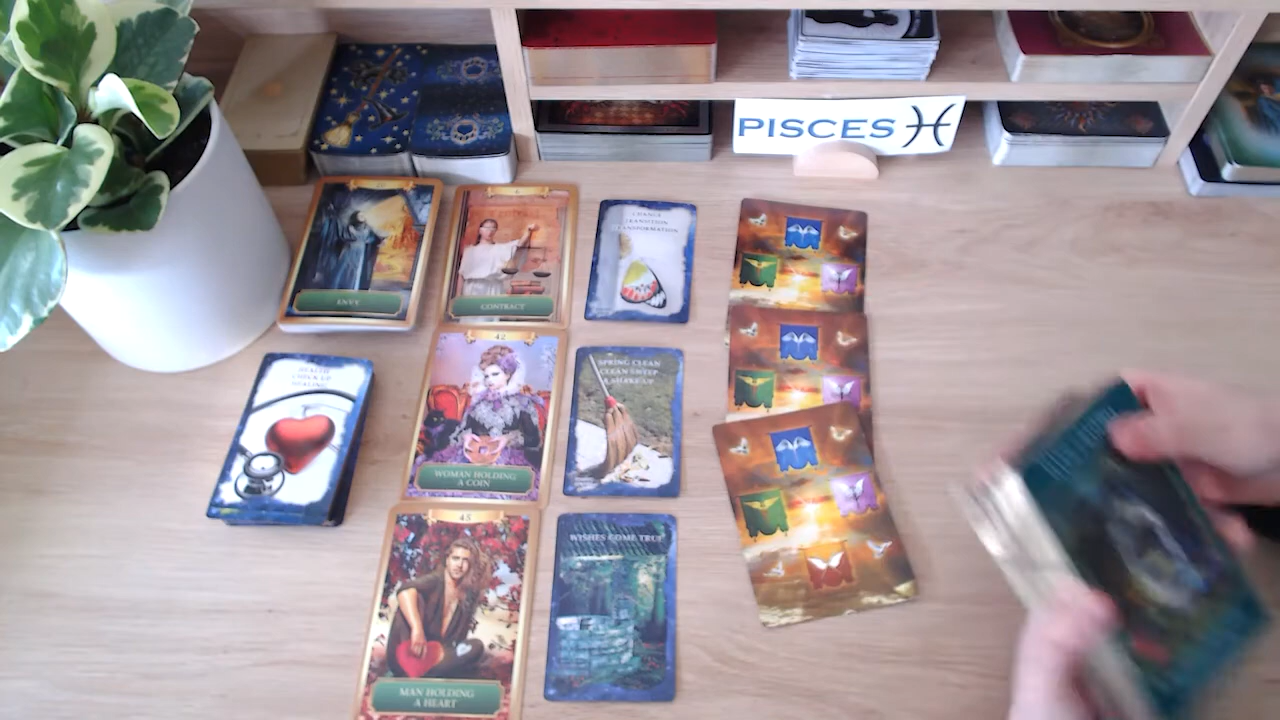 PISCES
ENVY
6
CONTRACT
CHANGE
TRANSITION
TRANSFORMATION
HEALTH
CHECK UP
HEALING
42
WOMAN HOLDING
A COIN
SPRING CLEAN
CLEAN SWEEP
A SHAKE UP
43
MAN HOLDING
A HEART
WISHES COME TRUE